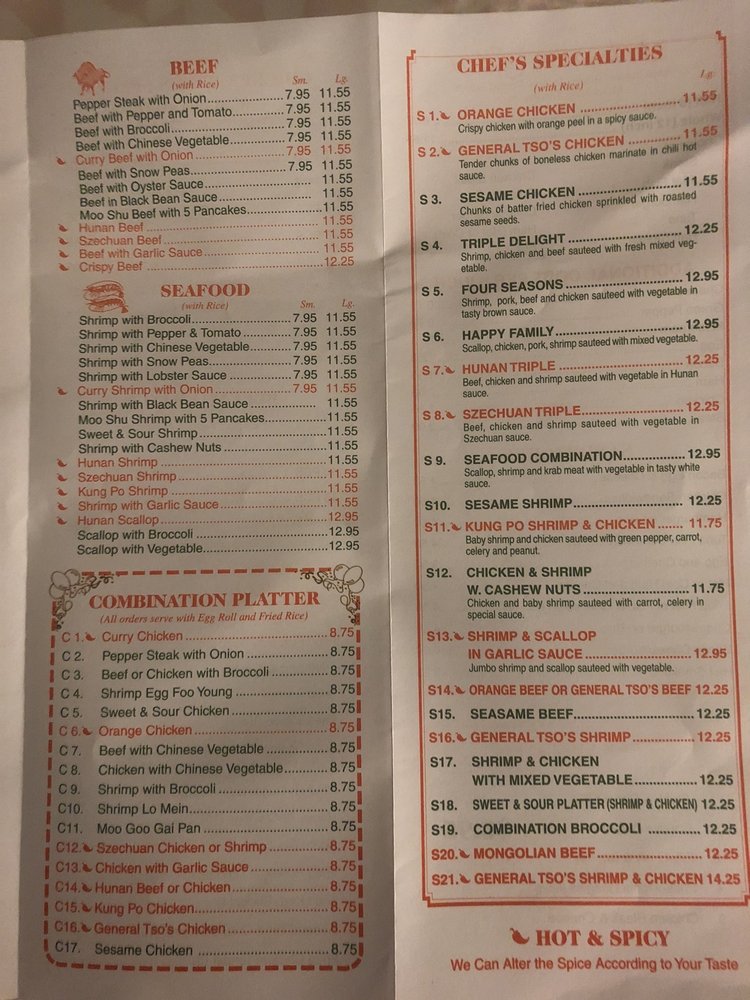 BEEF
(with Rice) Sm. Lg.
Pepper Steak with Onion 7.95 11.55
Beef with Pepper and Tomato 7.95 11.55
Beef with Broccoli 7.95 11.55
Beef with Chinese Vegetable 7.95 11.55
Curry Beef with Onion 7.95 11.55
Beef with Snow Peas 7.95 11.55
Beef with Oyster Sauce 11.55
Beef in Black Bean Sauce 11.55
Moo Shu Beef with 5 Pancakes 11.55
Hunan Beef 11.55
Szechuan Beef 11.55
Beef with Garlic Sauce 11.55
Crispy Beef 12.25
SEAFOOD
(with Rice) Sm. Lg.
Shrimp with Broccoli 7.95 11.55
Shrimp with Pepper & Tomato 7.95 11.55
Shrimp with Chinese Vegetable 7.95 11.55
Shrimp with Snow Peas 7.95 11.55
Shrimp with Lobster Sauce 7.95 11.55
Curry Shrimp with Onion 7.95 11.55
Shrimp with Black Bean Sauce 11.55
Moo Shu Shrimp with 5 Pancakes 11.55
Sweet & Sour Shrimp 11.55
Shrimp with Cashew Nuts 11.55
Hunan Shrimp 11.55
Szechuan Shrimp 11.55
Kung Po Shrimp 11.55
Shrimp with Garlic Sauce 11.55
Hunan Scallop 12.95
Scallop with Broccoli 12.95
Scallop with Vegetable 12.95
COMBINATION PLATTER
(All orders serve with Egg Roll and Fried Rice)
C 1. Curry Chicken 8.75
C 2. Pepper Steak with Onion 8.75
C 3. Beef or Chicken with Broccoli 8.75
C 4. Shrimp Egg Foo Young 8.75
C 5. Sweet & Sour Chicken 8.75
C 6. Orange Chicken 8.75
C 7. Beef with Chinese Vegetable 8.75
C 8. Chicken with Chinese Vegetable 8.75
C 9. Shrimp with Broccoli 8.75
C10. Shrimp Lo Mein 8.75
C11. Moo Goo Gai Pan 8.75
C12. Szechuan Chicken or Shrimp 8.75
C13. Chicken with Garlic Sauce 8.75
C14. Hunan Beef or Chicken 8.75
C15. Kung Po Chicken 8.75
C16. General Tso's Chicken 8.75
C17. Sesame Chicken 8.75
CHEF'S SPECIALTIES
(with Rice) Lg.
S 1. ORANGE CHICKEN 11.55
Crispy chicken with orange peel in a spicy sauce.
S 2. GENERAL TSO'S CHICKEN 11.55
Tender chunks of boneless chicken marinate in chili hot
sauce.
S 3. SESAME CHICKEN 11.55
Chunks of batter fried chicken sprinkled with roasted
sesame seeds.
S 4. TRIPLE DELIGHT 12.25
Shrimp, chicken and beef sauteed with fresh mixed veg-
etable.
S 5. FOUR SEASONS 12.95
Shrimp, pork, beef and chicken sauteed with vegetable in
tasty brown sauce.
S 6. HAPPY FAMILY 12.95
Scallop, chicken, pork, shrimp sauteed with mixed vegetable.
S 7. HUNAN TRIPLE 12.25
Beef, chicken and shrimp sauteed with vegetable in Hunan
sauce.
S 8. SZECHUAN TRIPLE 12.25
Beef, chicken and shrimp sauteed with vegetable in
Szechuan sauce.
S 9. SEAFOOD COMBINATION 12.95
Scallop, shrimp and krab meat with vegetable in tasty white
sauce.
S10. SESAME SHRIMP 12.25
S11. KUNG PO SHRIMP & CHICKEN 11.75
Baby shrimp and chicken sauteed with green pepper, carrot,
celery and peanut.
S12. CHICKEN & SHRIMP
W. CASHEW NUTS 11.75
Chicken and baby shrimp sauteed with carrot, celery in
special sauce.
S13. SHRIMP & SCALLOP
IN GARLIC SAUCE 12.95
Jumbo shrimp and scallop sauteed with vegetable.
S14. ORANGE BEEF OR GENERAL TSO'S BEEF 12.25
S15. SEASAME BEEF 12.25
S16. GENERAL TSO'S SHRIMP 12.25
S17. SHRIMP & CHICKEN
WITH MIXED VEGETABLE 12.25
S18. SWEET & SOUR PLATTER (SHRIMP & CHICKEN) 12.25
S19. COMBINATION BROCCOLI 12.25
S20. MONGOLIAN BEEF 12.25
S21. GENERAL TSO'S SHRIMP & CHICKEN 14.25
HOT & SPICY
We Can Alter the Spice According to Your Taste